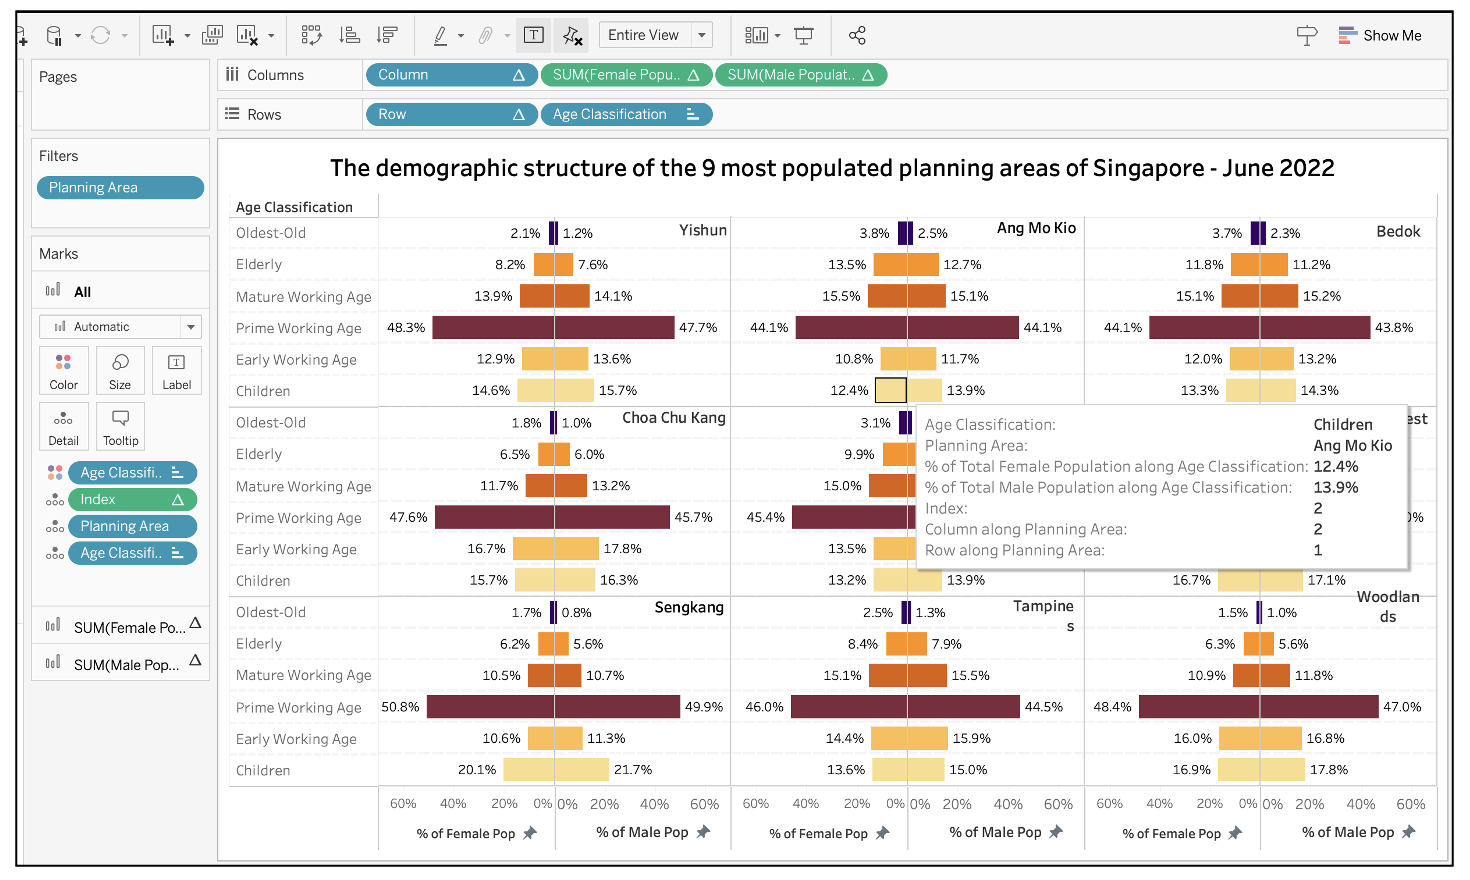 Entire View
Show Me
Pages
Columns
Column
SUM(Female Popu..
SUM(Male Populat..
Rows
Row
Age Classification
Filters
Planning Area
Marks
All
Automatic
Color
Size
Label
Detail
Tooltip
Age Classifi..
Index
Planning Area
Age Classifi..
SUM(Female Po...
SUM(Male Pop...
The demographic structure of the 9 most populated planning areas of Singapore - June 2022
Age Classification
Oldest-Old 2.1% 1.2% Yishun 3.8% 2.5% Ang Mo Kio 3.7% 2.3% Bedok
Elderly 8.2% 7.6% 13.5% 12.7% 11.8% 11.2%
Mature Working Age 13.9% 14.1% 15.5% 15.1% 15.1% 15.2%
Prime Working Age 48.3% 47.7% 44.1% 44.1% 44.1% 43.8%
Early Working Age 12.9% 13.6% 10.8% 11.7% 12.0% 13.2%
Children 14.6% 15.7% 12.4% 13.9% 13.3% 14.3%
Oldest-Old 1.8% 1.0% Choa Chu Kang 3.1% est
Elderly 6.5% 6.0% 9.9%
Mature Working Age 11.7% 13.2% 15.0%
Prime Working Age 47.6% 45.7% 45.4% 0%
Early Working Age 16.7% 17.8% 13.5%
Children 15.7% 16.3% 13.2% 13.9% 16.7% 17.1%
Age Classification: Children
Planning Area: Ang Mo Kio
% of Total Female Population along Age Classification: 12.4%
% of Total Male Population along Age Classification: 13.9%
Index: 2
Column along Planning Area: 2
Row along Planning Area: 1
Oldest-Old 1.7% 0.8% Sengkang 2.5% 1.3% Tampine
s 1.5% 1.0% Woodlan
ds
Elderly 6.2% 5.6% 8.4% 7.9% 6.3% 5.6%
Mature Working Age 10.5% 10.7% 15.1% 15.5% 10.9% 11.8%
Prime Working Age 50.8% 49.9% 46.0% 44.5% 48.4% 47.0%
Early Working Age 10.6% 11.3% 14.4% 15.9% 16.0% 16.8%
Children 20.1% 21.7% 13.6% 15.0% 16.9% 17.8%
60% 40% 20% 0% 0% 20% 40% 60% 60% 40% 20% 0% 0% 20% 40% 60% 60% 40% 20% 0% 0% 20% 40% 60%
% of Female Pop % of Male Pop % of Female Pop % of Male Pop % of Female Pop % of Male Pop